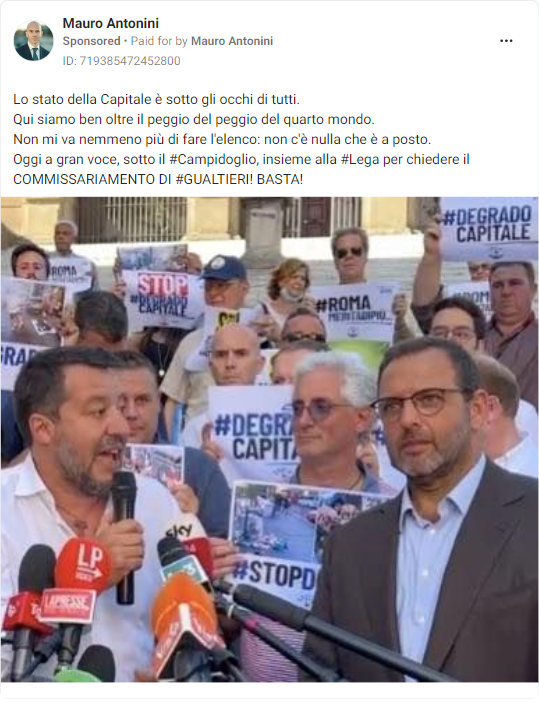 Mauro Antonini
Sponsored • Paid for by Mauro Antonini
ID: 719385472452800
Lo stato della Capitale è sotto gli occhi di tutti.
Qui siamo ben oltre il peggio del peggio del quarto mondo.
Non mi va nemmeno più di fare l'elenco: non c'è nulla che è a posto.
Oggi a gran voce, sotto il #Campidoglio, insieme alla #Lega per chiedere il
COMMISSARIAMENTO DI #GUALTIERI! BASTA!
#DEGRADO
CAPITALE
#ROMA
STOP
#DEGRADO
CAPITALE
#ROMA
MERITADIPIÙ
#DEGR
CAPITA
#STOPD
sky
LP
LAPRESSE